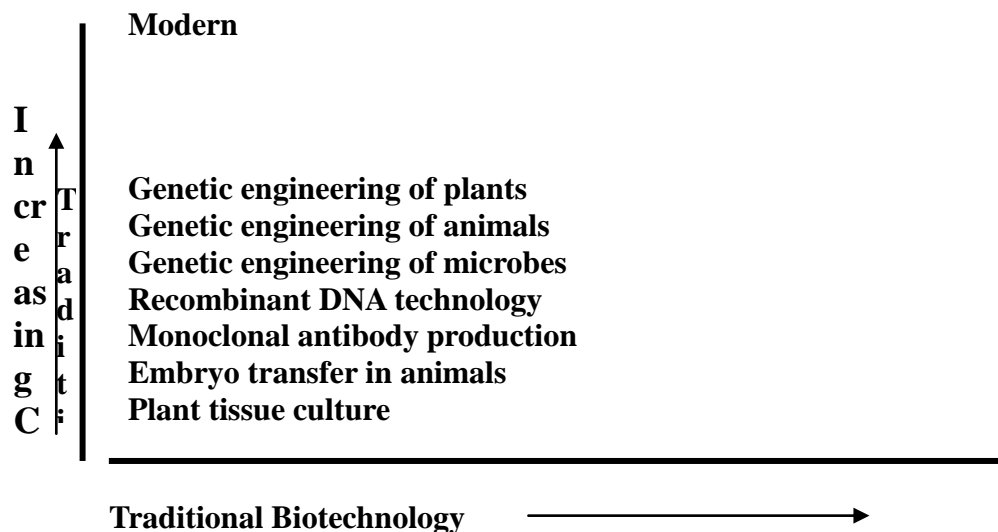 Modern
I
n
cr
e
as
in
g
C
T
r
a
d
i
t
i
Genetic engineering of plants
Genetic engineering of animals
Genetic engineering of microbes
Recombinant DNA technology
Monoclonal antibody production
Embryo transfer in animals
Plant tissue culture
Traditional Biotechnology